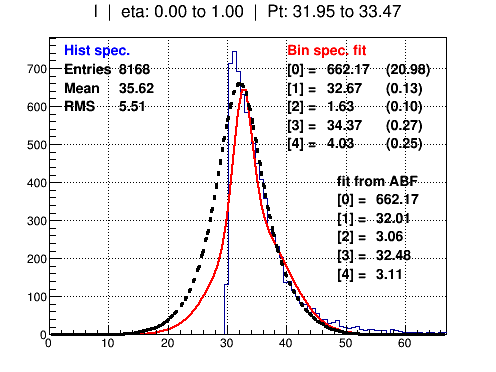 I | eta: 0.00 to 1.00 | Pt: 31.95 to 33.47
Hist spec.
Entries 8168
Mean 35.62
RMS 5.51
Bin spec. fit
[0] = 662.17 (20.98)
[1] = 32.67 (0.13)
[2] = 1.63 (0.10)
[3] = 34.37 (0.27)
[4] = 4.03 (0.25)
fit from ABF
[0] = 662.17
[1] = 32.01
[2] = 3.06
[3] = 32.48
[4] = 3.11
700
600
500
400
300
200
100
0
0 10 20 30 40 50 60